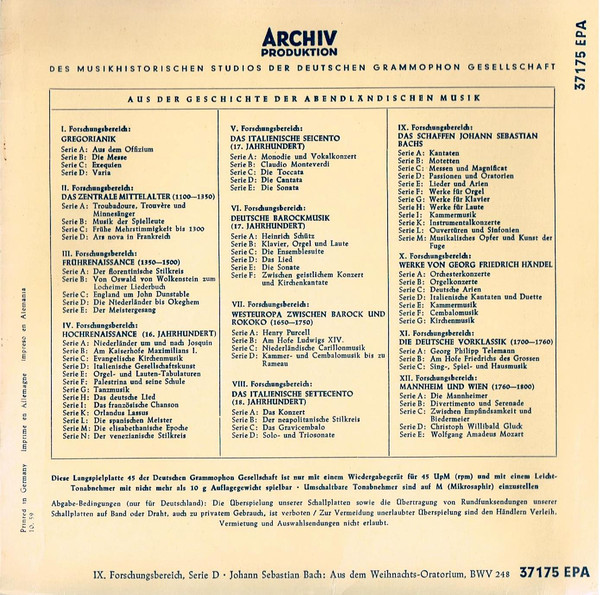 ARCHIV
PRODUKTION
37175 EPA
DES MUSIKHISTORISCHEN STUDIOS DER DEUTSCHEN GRAMMOPHON GESELLSCHAFT
AUS DER GESCHICHTE DER ABENDLÄNDISCHEN MUSIK
I. Forschungsbereich:
GREGORIANIK
Serie A: Aus dem Offizium
Serie B: Die Messe
Serie C: Exequien
Serie D: Varia
II. Forschungsbereich:
DAS ZENTRALE MITTELALTER (1100—1350)
Serie A: Troubadoure, Trouvère und
Minnesänger
Serie B: Musik der Spielleute
Serie C: Frühe Mehrstimmigkeit bis 1300
Serie D: Ars nova in Frankreich
III. Forschungsbereich:
FRÜHRENAISSANCE (1350—1500)
Serie A: Der florentinische Stilkreis
Serie B: Von Oswald von Wolkenstein zum
Locheimer Liederbuch
Serie C: England um John Dunstable
Serie D: Die Niederländer bis Okeghem
Serie E: Der Meistergesang
IV. Forschungsbereich:
HOCHRENAISSANCE (16. JAHRHUNDERT)
Serie A: Niederländer um und nach Josquin
Serie B: Am Kaiserhofe Maximilians I.
Serie C: Evangelische Kirchenmusik
Serie D: Italienische Gesellschaftskunst
Serie E: Orgel- und Lauten-Tabulaturen
Serie F: Palestrina und seine Schule
Serie G: Tanzmusik
Serie H: Das deutsche Lied
Serie I: Das französische Chanson
Serie K: Orlandus Lassus
Serie L: Die spanischen Meister
Serie M: Die elisabethanische Epoche
Serie N: Der venezianische Stilkreis
V. Forschungsbereich:
DAS ITALIENISCHE SEICENTO
(17. JAHRHUNDERT)
Serie A: Monodie und Vokalkonzert
Serie B: Claudio Monteverdi
Serie C: Die Toccata
Serie D: Die Cantata
Serie E: Die Sonata
VI. Forschungsbereich:
DEUTSCHE BAROCKMUSIK
(17. JAHRHUNDERT)
Serie A: Heinrich Schütz
Serie B: Klavier, Orgel und Laute
Serie C: Die Ensemblesuite
Serie D: Das Lied
Serie E: Die Sonate
Serie F: Zwischen geistlichem Konzert
und Kirchenkantate
VII. Forschungsbereich:
WESTEUROPA ZWISCHEN BAROCK UND
ROKOKO (1650—1750)
Serie A: Henry Purcell
Serie B: Am Hofe Ludwigs XIV.
Serie C: Niederländische Carillonmusik
Serie D: Kammer- und Cembalomusik bis zu
Rameau
VIII. Forschungsbereich:
DAS ITALIENISCHE SETTECENTO
(18. JAHRHUNDERT)
Serie A: Das Konzert
Serie B: Der neapolitanische Stilkreis
Serie C: Das Gravicembalo
Serie D: Solo- und Triosonate
IX. Forschungsbereich:
DAS SCHAFFEN JOHANN SEBASTIAN
BACHS
Serie A: Kantaten
Serie B: Motetten
Serie C: Messen und Magnificat
Serie D: Passionen und Oratorien
Serie E: Lieder und Arien
Serie F: Werke für Orgel
Serie G: Werke für Klavier
Serie H: Werke für Laute
Serie I: Kammermusik
Serie K: Instrumentalkonzerte
Serie L: Ouvertüren und Sinfonien
Serie M: Musikalisches Opfer und Kunst der
Fuge
X. Forschungsbereich:
WERKE VON GEORG FRIEDRICH HÄNDEL
Serie A: Orchesterkonzerte
Serie B: Orgelkonzerte
Serie C: Deutsche Arien
Serie D: Italienische Kantaten und Duette
Serie E: Kammermusik
Serie F: Cembalomusik
Serie G: Kirchenmusik
XI. Forschungsbereich:
DIE DEUTSCHE VORKLASSIK (1700—1760)
Serie A: Georg Philipp Telemann
Serie B: Am Hofe Friedrichs des Grossen
Serie C: Sing-, Spiel- und Hausmusik
XII. Forschungsbereich:
MANNHEIM UND WIEN (1760—1800)
Serie A: Die Mannheimer
Serie B: Divertimento und Serenade
Serie C: Zwischen Empfindsamkeit und
Biedermeier
Serie D: Christoph Willibald Gluck
Serie E: Wolfgang Amadeus Mozart
Printed in Germany Imprimé en Allemagne Impreso en Alemania
10. 59
Diese Langspielplatte 45 der Deutschen Grammophon Gesellschaft ist nur mit einem Wiedergabegerät für 45 UpM (rpm) und mit einem Leicht-
Tonabnehmer mit nicht mehr als 10 g Auflagegewicht spielbar · Umschaltbare Tonabnehmer sind auf M (Mikrosaphir) einzustellen
Abgabe-Bedingungen (nur für Deutschland): Die Überspielung unserer Schallplatten sowie die Übertragung von Rundfunksendungen unserer
Schallplatten auf Band oder Draht, auch zu privatem Gebrauch, ist verboten / Zur Vermeidung unerlaubter Überspielung sind den Händlern Verleih,
Vermietung und Auswahlsendungen nicht erlaubt.
IX. Forschungsbereich, Serie D · Johann Sebastian Bach: Aus dem Weihnachts-Oratorium, BWV 248 37175 EPA